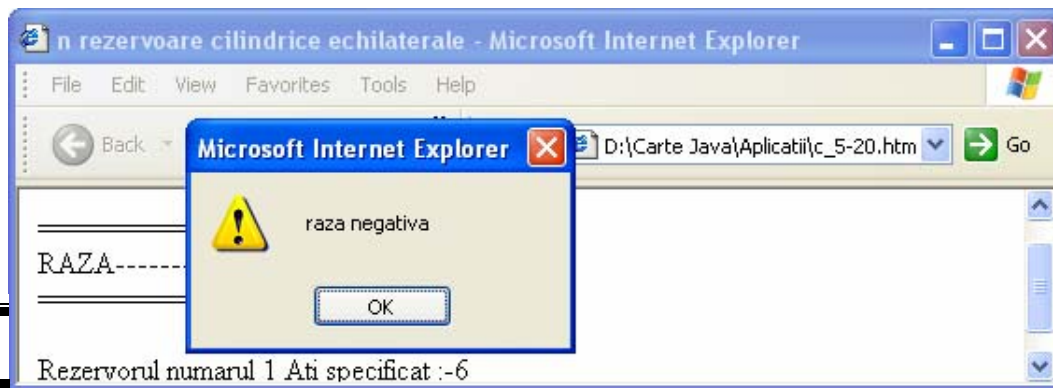 n rezervoare cilindrice echilaterale - Microsoft Internet Explorer
File Edit View Favorites Tools Help
Back
D:\Carte Java\Aplicatii\c_5-20.htm
Go
Microsoft Internet Explorer
raza negativa
OK
================
RAZA-------
================
Rezervorul numarul 1 Ati specificat :-6